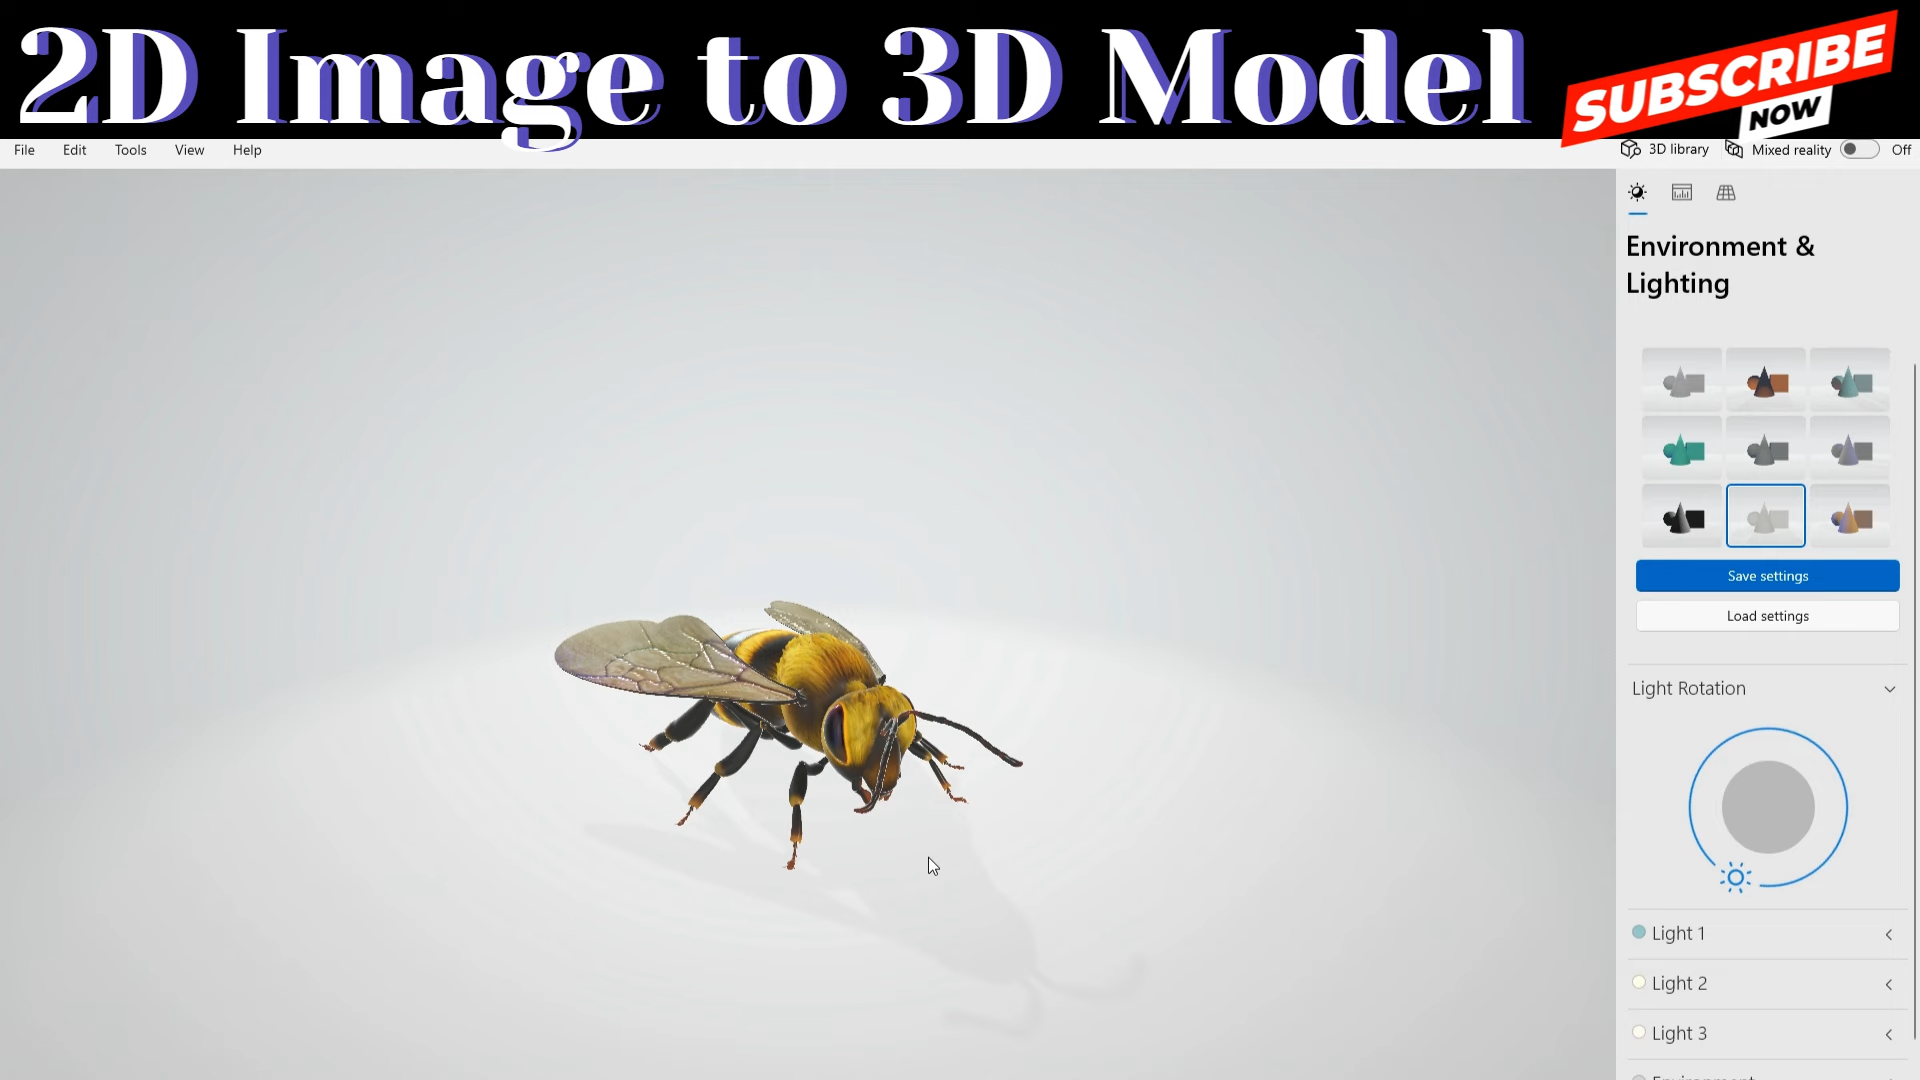 2D Image to 3D Model
SUBSCRIBE
NOW
File Edit Tools View Help
3D library Mixed reality Off
Environment &
Lighting
Save settings
Load settings
Light Rotation
Light 1
Light 2
Light 3
Environment